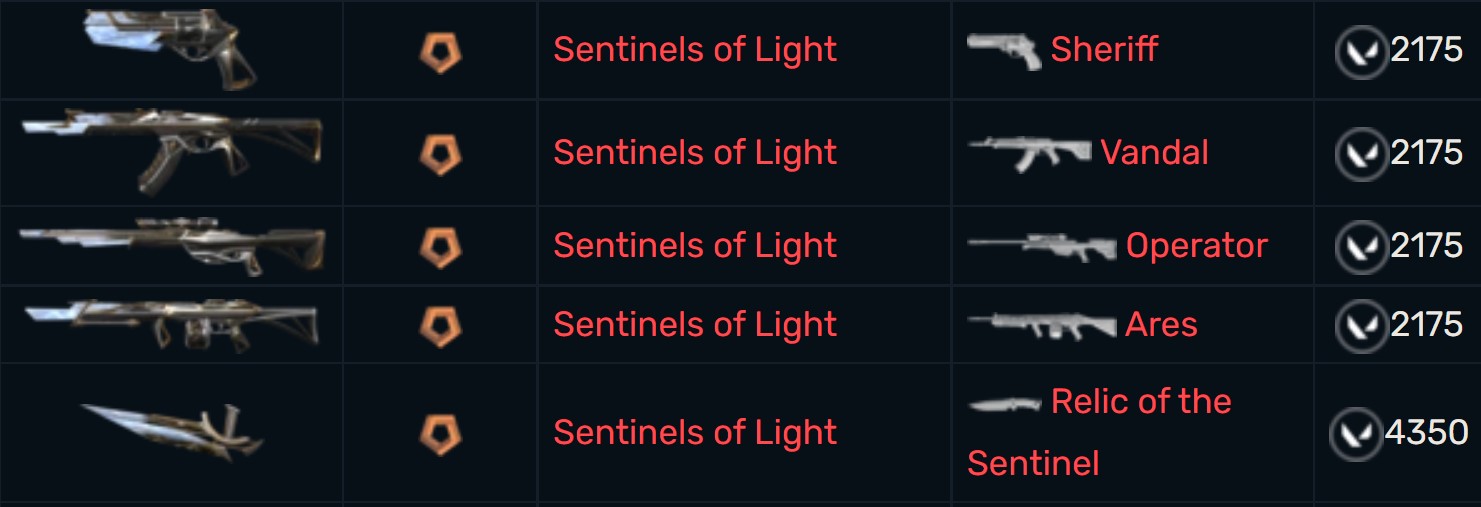 Sentinels of Light Sheriff 2175
Sentinels of Light Vandal 2175
Sentinels of Light Operator 2175
Sentinels of Light Ares 2175
Sentinels of Light Relic of the
Sentinel 4350